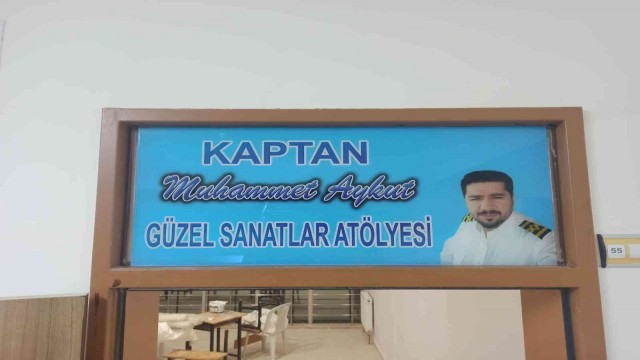 KAPTAN
Muhammet Aykut
GÜZEL SANATLAR ATÖLYESİ
55